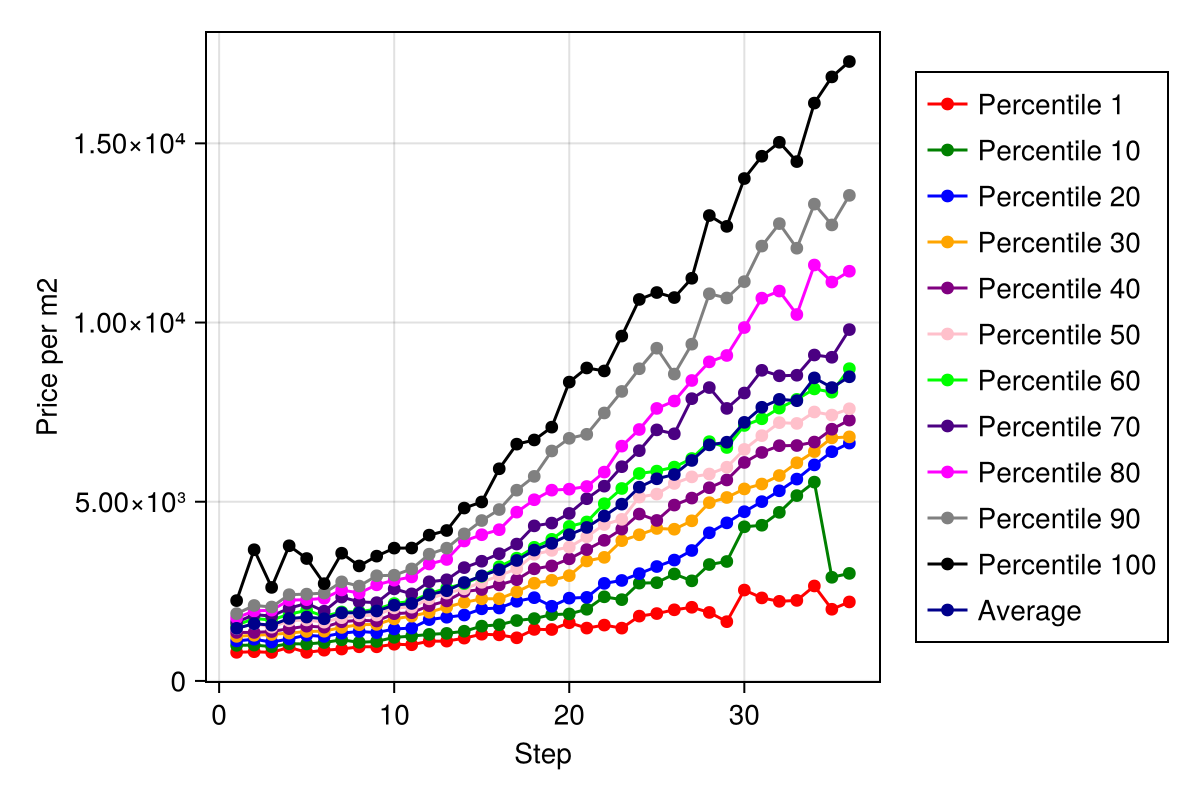 Price per m2
1.50×10⁴
1.00×10⁴
5.00×10³
0
0 10 20 30
Step
Percentile 1
Percentile 10
Percentile 20
Percentile 30
Percentile 40
Percentile 50
Percentile 60
Percentile 70
Percentile 80
Percentile 90
Percentile 100
Average